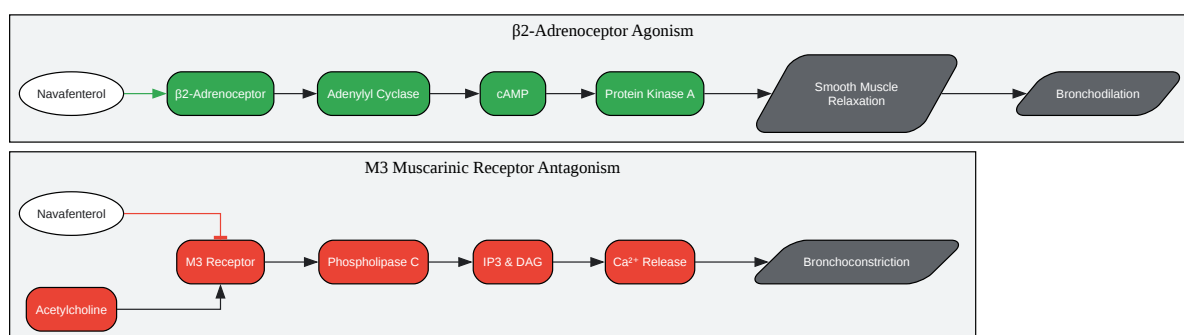 β2-Adrenoceptor Agonism
Navafenterol
β2-Adrenoceptor
Adenylyl Cyclase
cAMP
Protein Kinase A
Smooth Muscle
Relaxation
Bronchodilation
M3 Muscarinic Receptor Antagonism
Navafenterol
M3 Receptor
Phospholipase C
IP3 & DAG
Ca²⁺ Release
Bronchoconstriction
Acetylcholine